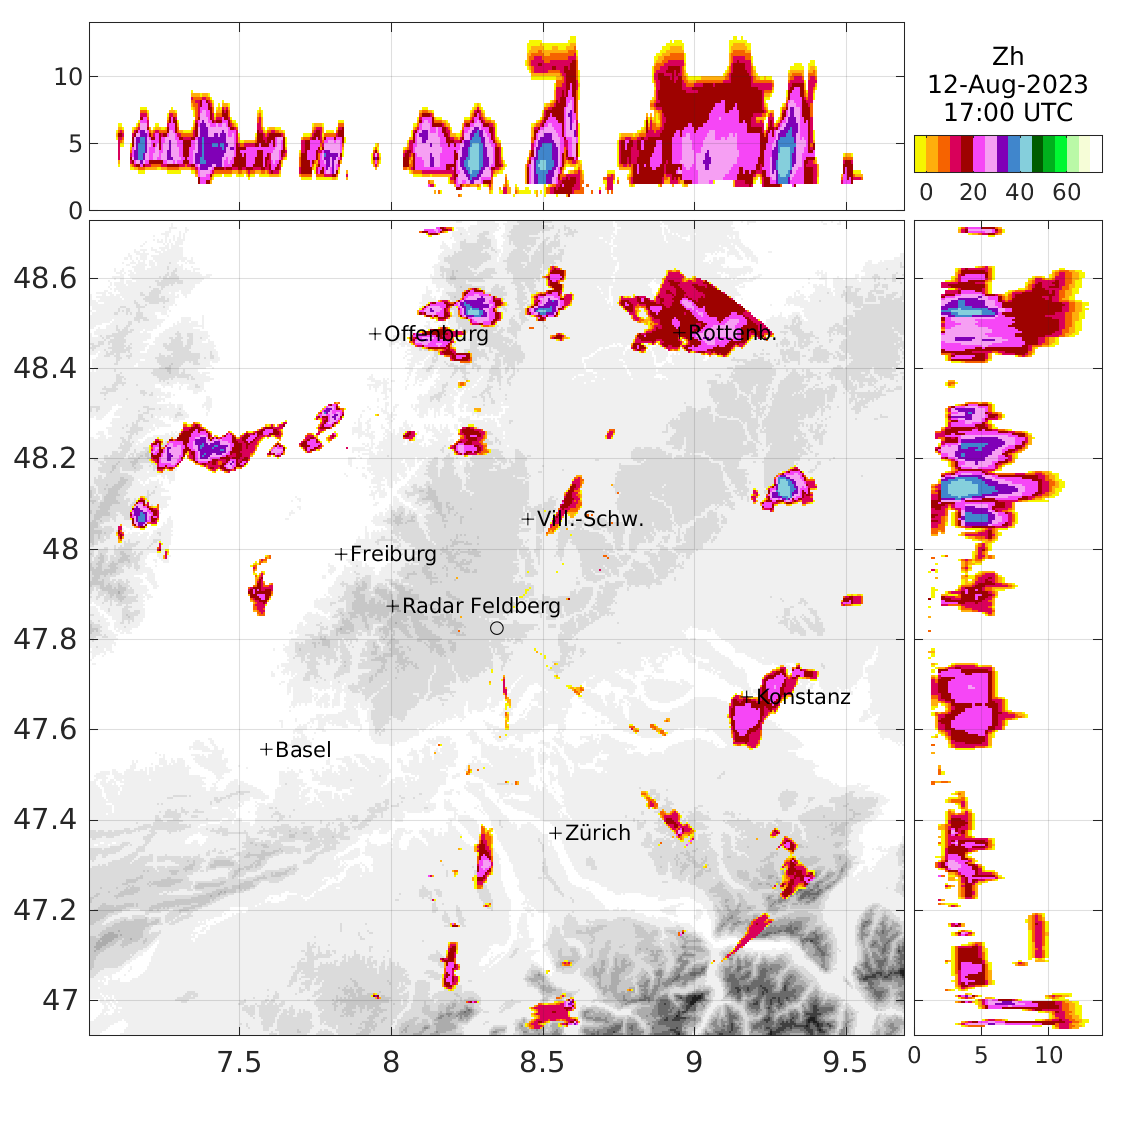 10
5
0
Zh
12-Aug-2023
17:00 UTC
0 20 40 60
48.6
48.4
48.2
48
47.8
47.6
47.4
47.2
47
+Offenburg
+Rottenb.
+Vill.-Schw.
+Freiburg
+Radar Feldberg
+Konstanz
+Basel
+Zürich
7.5 8 8.5 9 9.5
0 5 10